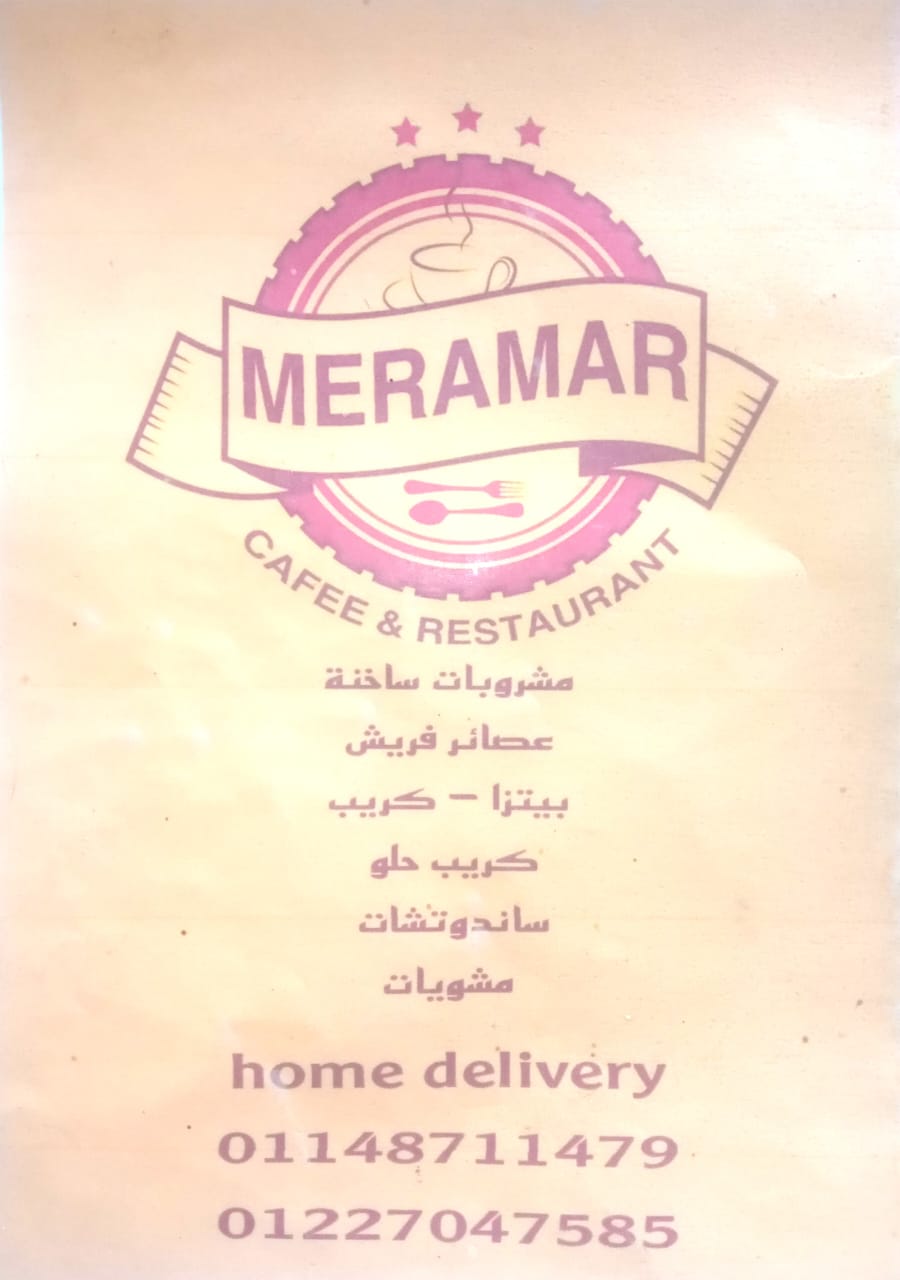 MERAMAR
CAFEE & RESTAURANT
مشروبات ساخنة
عصائر فريش
بيتزا - كريب
كريب حلو
ساندوتشات
مشويات
home delivery
01148711479
01227047585